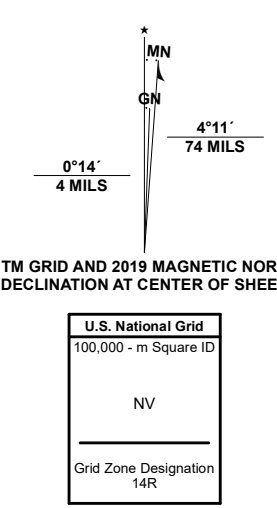 ★
MN
GN
4°11´
74 MILS
0°14´
4 MILS
TM GRID AND 2019 MAGNETIC NOR
DECLINATION AT CENTER OF SHEE
U.S. National Grid
100,000 - m Square ID
NV
Grid Zone Designation
14R